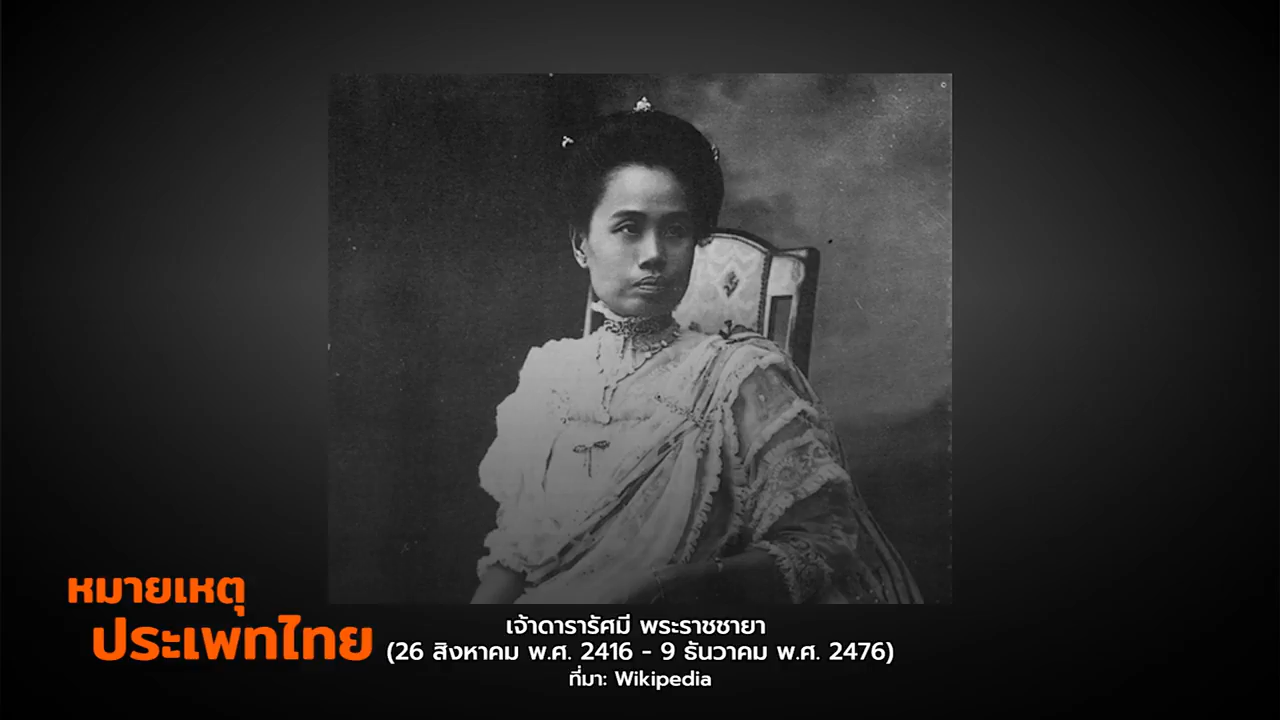 หมายเหตุ
ประเพทไทย
เจ้าดารารัศมี พระราชชายา
(26 สิงหาคม พ.ศ. 2416 - 9 ธันวาคม พ.ศ. 2476)
ที่มา: Wikipedia